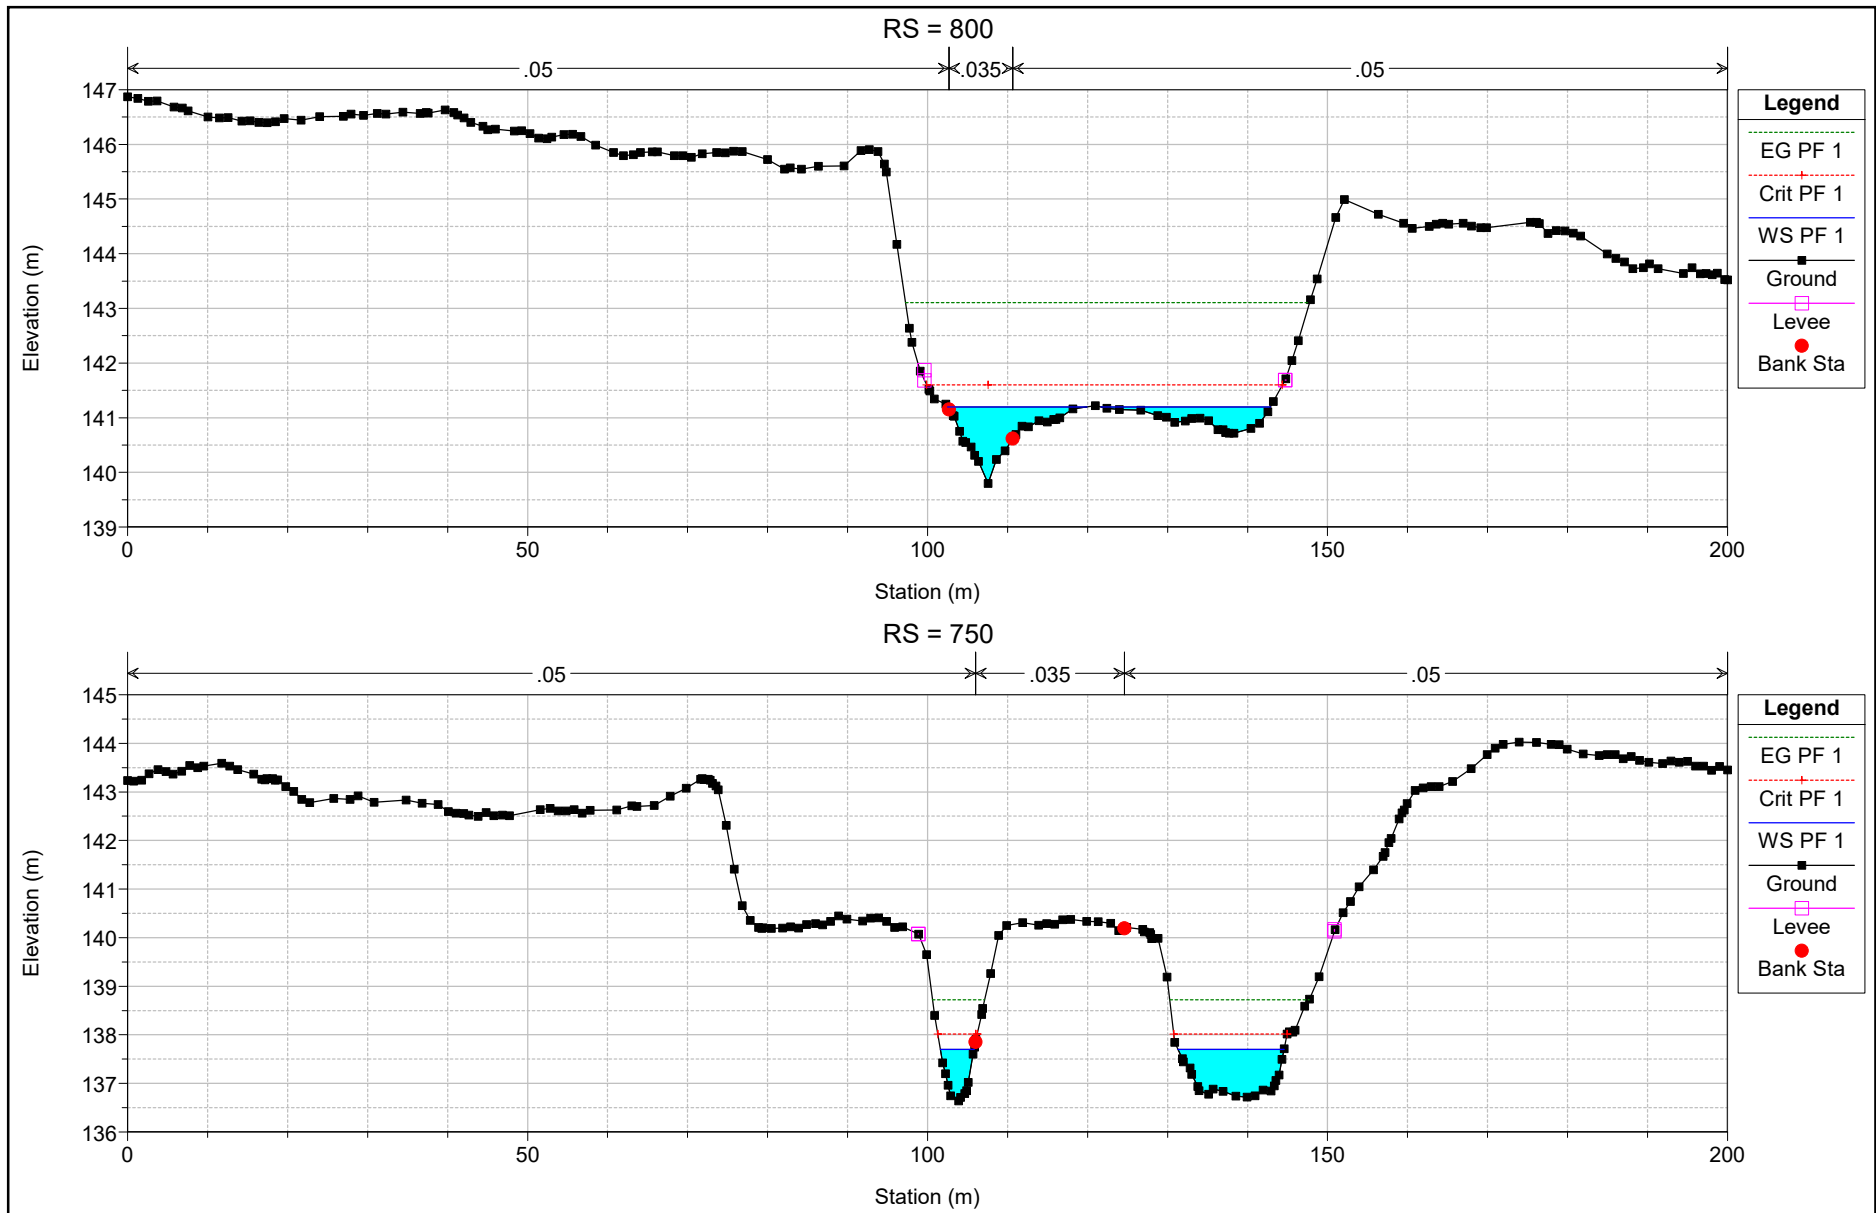 RS = 800
.05 .035 .05
147
146
145
144
143
142
141
140
139
Elevation (m)
0 50 100 150 200
Station (m)
Legend
EG PF 1
Crit PF 1
WS PF 1
Ground
Levee
Bank Sta
RS = 750
.05 .035 .05
145
144
143
142
141
140
139
138
137
136
Elevation (m)
0 50 100 150 200
Station (m)
Legend
EG PF 1
Crit PF 1
WS PF 1
Ground
Levee
Bank Sta